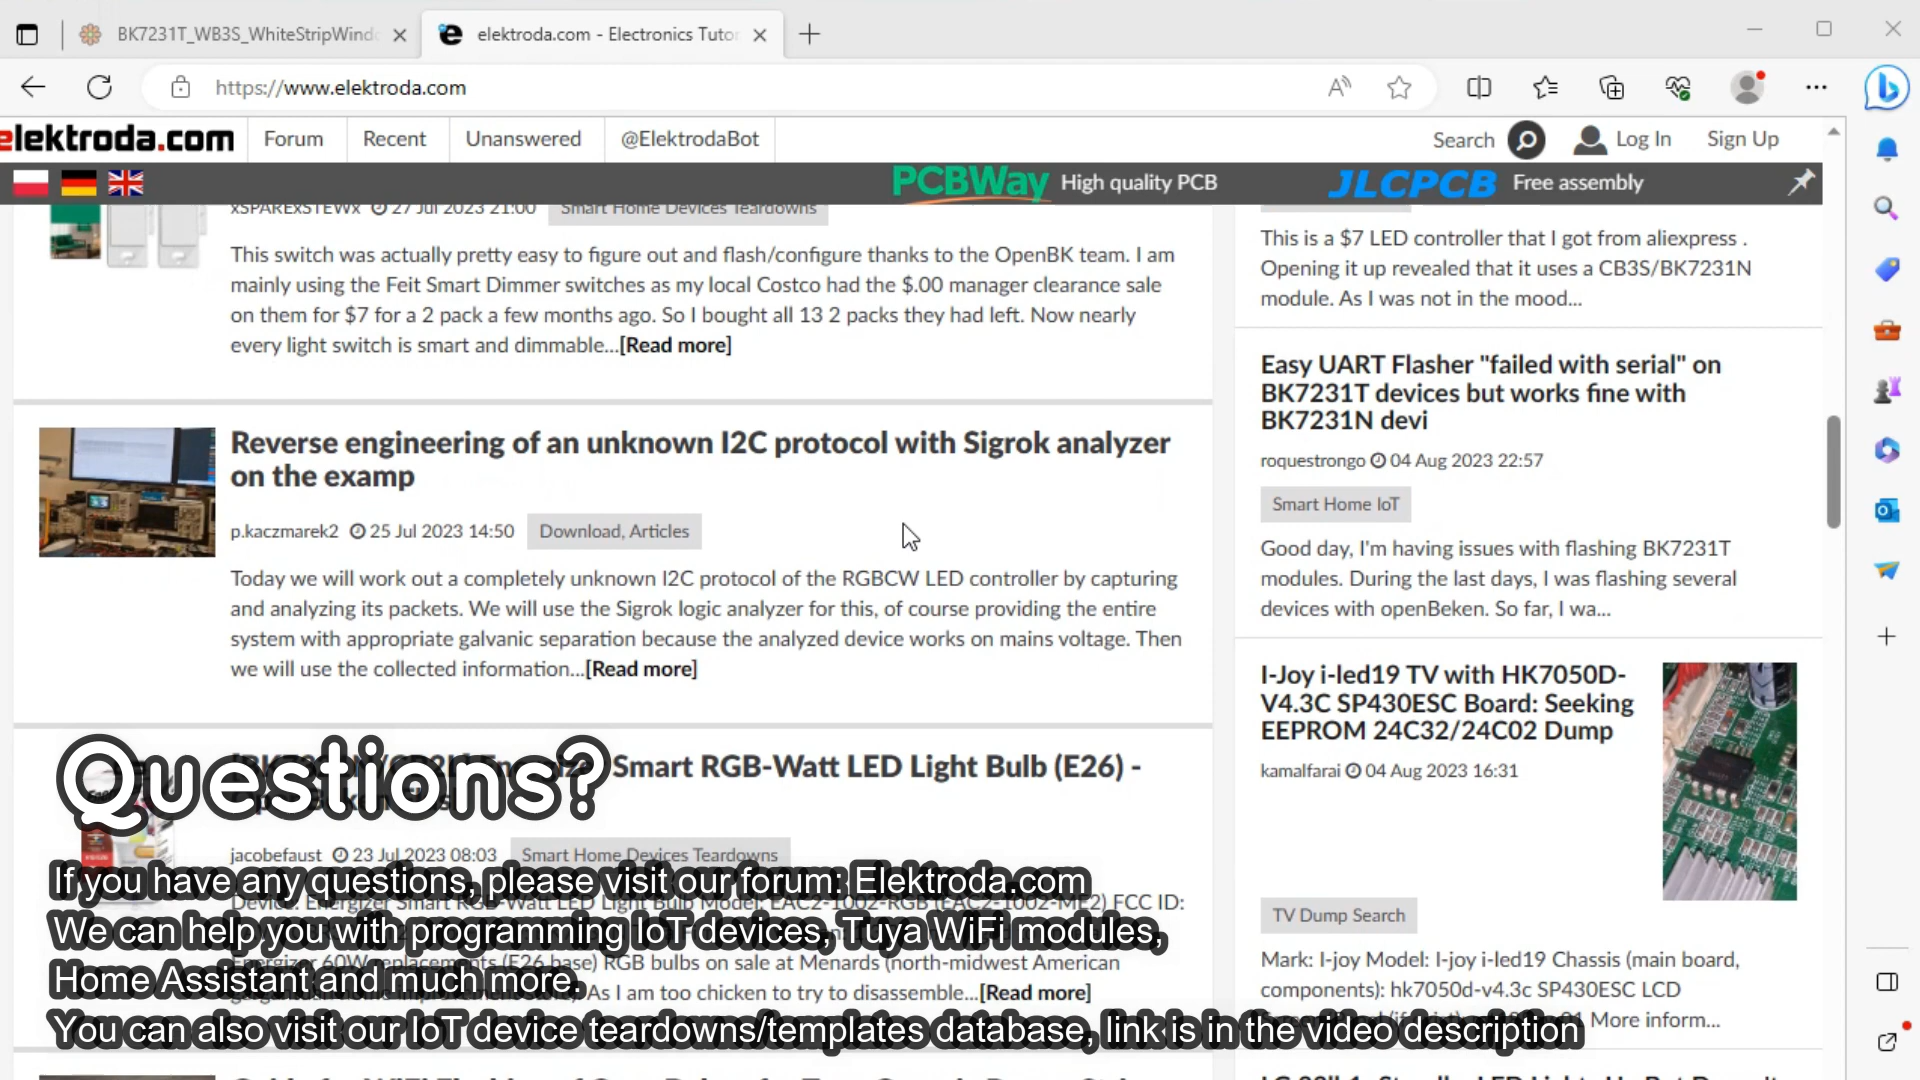 BK7231T_WB3S_WhiteStripWindo
elektroda.com - Electronics Tutor
https://www.elektroda.com
elektroda.com
Forum
Recent
Unanswered
@ElektrodaBot
Search
Log In
Sign Up
PCBWay High quality PCB
JLCPCB Free assembly
xSPARExSTEWx 27 Jul 2023 21:00 Smart Home Devices Teardowns
This switch was actually pretty easy to figure out and flash/configure thanks to the OpenBK team. I am
mainly using the Feit Smart Dimmer switches as my local Costco had the $.00 manager clearance sale
on them for $7 for a 2 pack a few months ago. So I bought all 13 2 packs they had left. Now nearly
every light switch is smart and dimmable...[Read more]
Reverse engineering of an unknown I2C protocol with Sigrok analyzer
on the examp
p.kaczmarek2 25 Jul 2023 14:50 Download, Articles
Today we will work out a completely unknown I2C protocol of the RGBCW LED controller by capturing
and analyzing its packets. We will use the Sigrok logic analyzer for this, of course providing the entire
system with appropriate galvanic separation because the analyzed device works on mains voltage. Then
we will use the collected information...[Read more]
Smart RGB-Watt LED Light Bulb (E26) -
jacobefaust 23 Jul 2023 08:03 Smart Home Devices Teardowns
Device: Energizer Smart RGB-Watt LED Light Bulb Model: EAC2-1002-RGB (EAC2-1002-ME2) FCC ID:
Energizer 60W replacements (E26 base) RGB bulbs on sale at Menards (north-midwest American
As I am too chicken to try to disassemble...[Read more]
Questions?
If you have any questions, please visit our forum: Elektroda.com
We can help you with programming IoT devices, Tuya WiFi modules,
Home Assistant and much more.
You can also visit our IoT device teardowns/templates database, link is in the video description
This is a $7 LED controller that I got from aliexpress .
Opening it up revealed that it uses a CB3S/BK7231N
module. As I was not in the mood...
Easy UART Flasher "failed with serial" on
BK7231T devices but works fine with
BK7231N devi
roquestrongo 04 Aug 2023 22:57
Smart Home IoT
Good day, I'm having issues with flashing BK7231T
modules. During the last days, I was flashing several
devices with openBeken. So far, I wa...
I-Joy i-led19 TV with HK7050D-
V4.3C SP430ESC Board: Seeking
EEPROM 24C32/24C02 Dump
kamalfarai 04 Aug 2023 16:31
TV Dump Search
Mark: I-joy Model: I-joy i-led19 Chassis (main board,
components): hk7050d-v4.3c SP430ESC LCD
More inform...